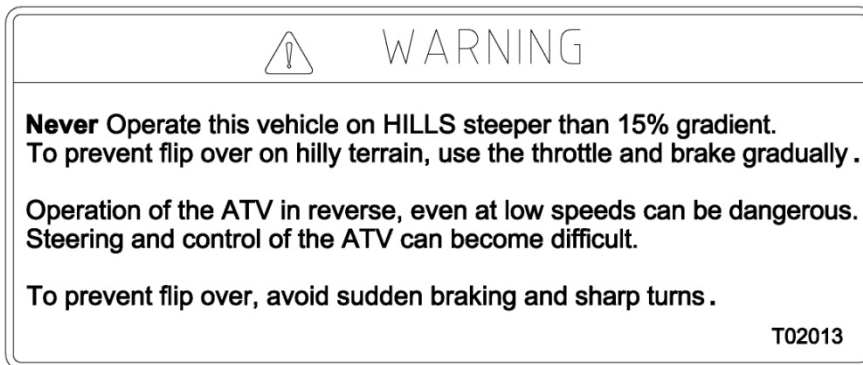 WARNING
Never Operate this vehicle on HILLS steeper than 15% gradient.
To prevent flip over on hilly terrain, use the throttle and brake gradually .
Operation of the ATV in reverse, even at low speeds can be dangerous.
Steering and control of the ATV can become difficult.
To prevent flip over, avoid sudden braking and sharp turns .
T02013